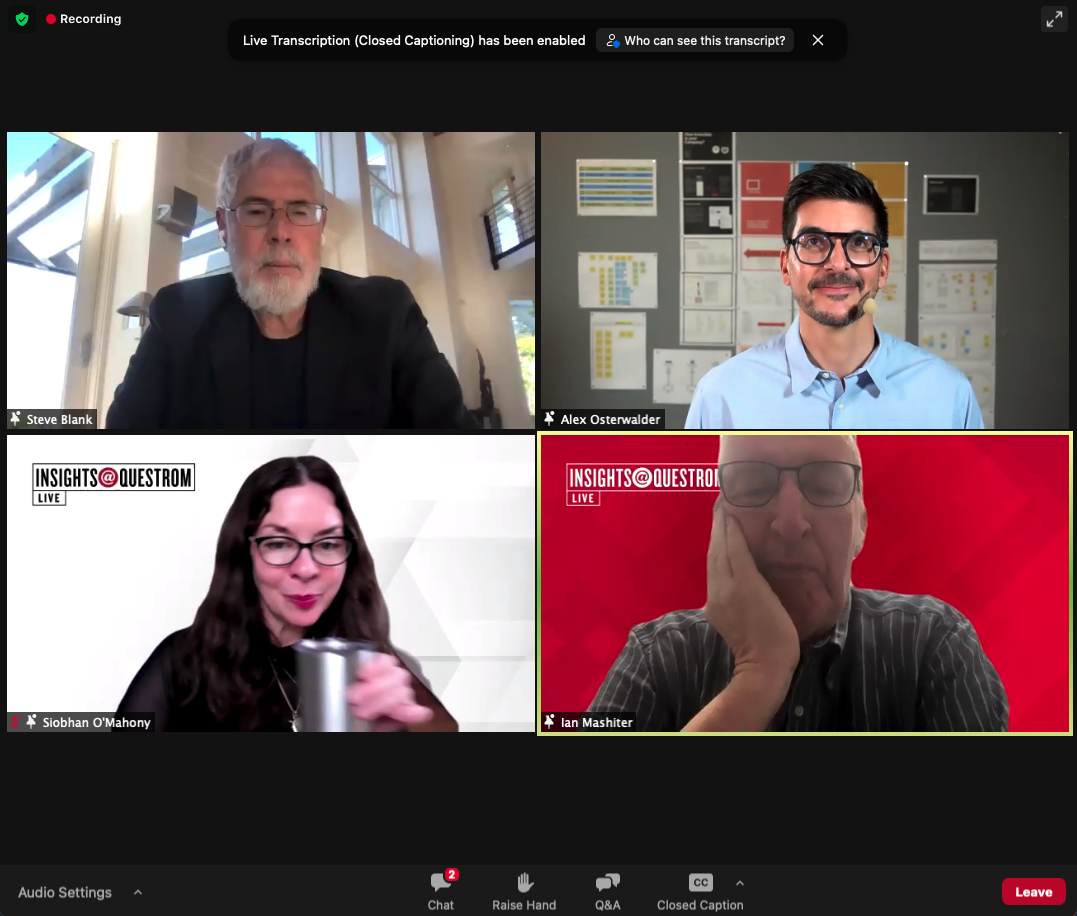 Recording
Live Transcription (Closed Captioning) has been enabled
Who can see this transcript?
Steve Blank
Alex Osterwalder
INSIGHTS@QUESTROM
LIVE
Siobhan O'Mahony
INSIGHTS@QUESTRO
LIVE
Ian Mashiter
Audio Settings
2
Chat
Raise Hand
Q&A
CC
Closed Caption
Leave